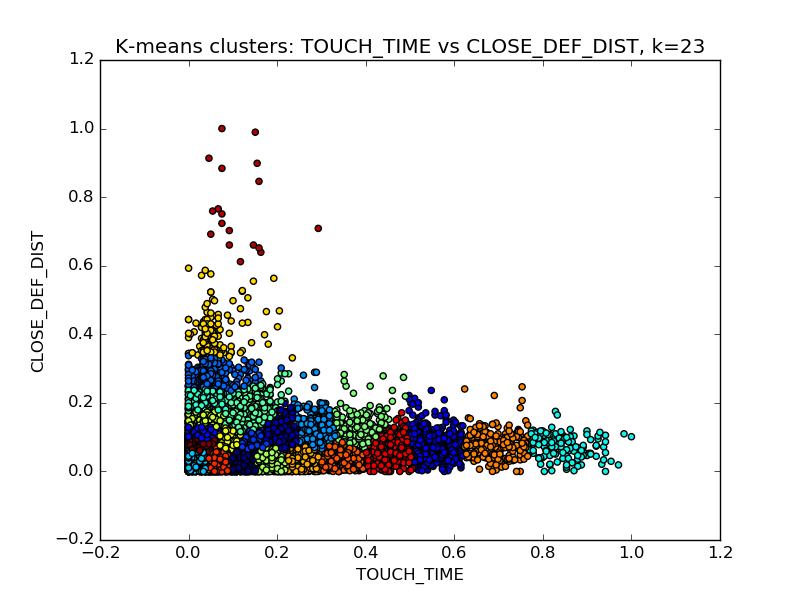 K-means clusters: TOUCH_TIME vs CLOSE_DEF_DIST, k=23
1.2
1.0
0.8
0.6
0.4
0.2
0.0
−0.2
CLOSE_DEF_DIST
−0.2 0.0 0.2 0.4 0.6 0.8 1.0 1.2
TOUCH_TIME